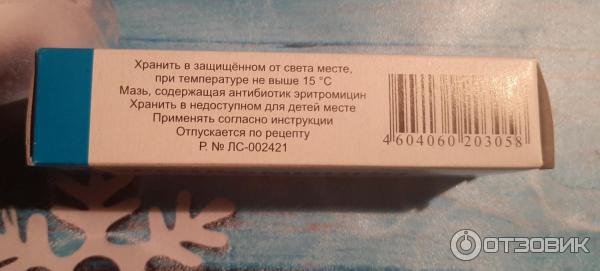 Хранить в защищённом от света месте,
при температуре не выше 15 °C
Мазь, содержащая антибиотик эритромицин
Хранить в недоступном для детей месте
Применять согласно инструкции
Отпускается по рецепту
Р. № ЛС-002421
4 604060 203058
ОТЗОВИК